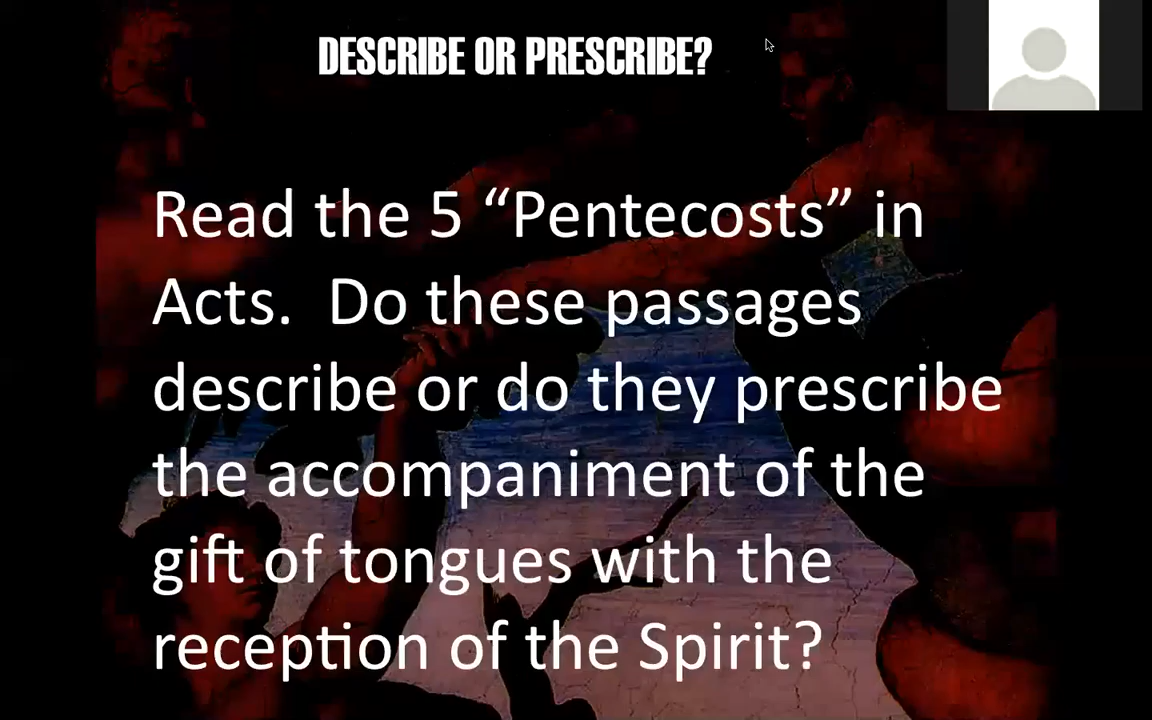 DESCRIBE OR PRESCRIBE?
Read the 5 “Pentecosts” in
Acts.  Do these passages
describe or do they prescribe
the accompaniment of the
gift of tongues with the
reception of the Spirit?